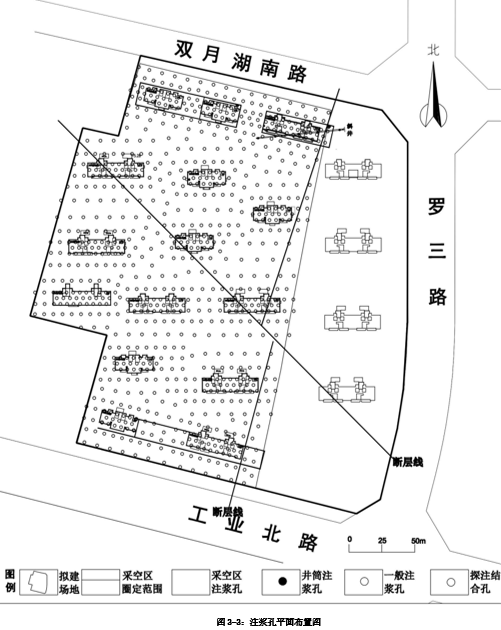 双月湖南路
北
斜井
罗三路
断层线
断层线
工业北路
0 25 50m
图例
拟建场地
采空区圈定范围
采空区注浆孔
井筒注浆孔
一般注浆孔
探注结合孔
图3-3：注浆孔平面布置图